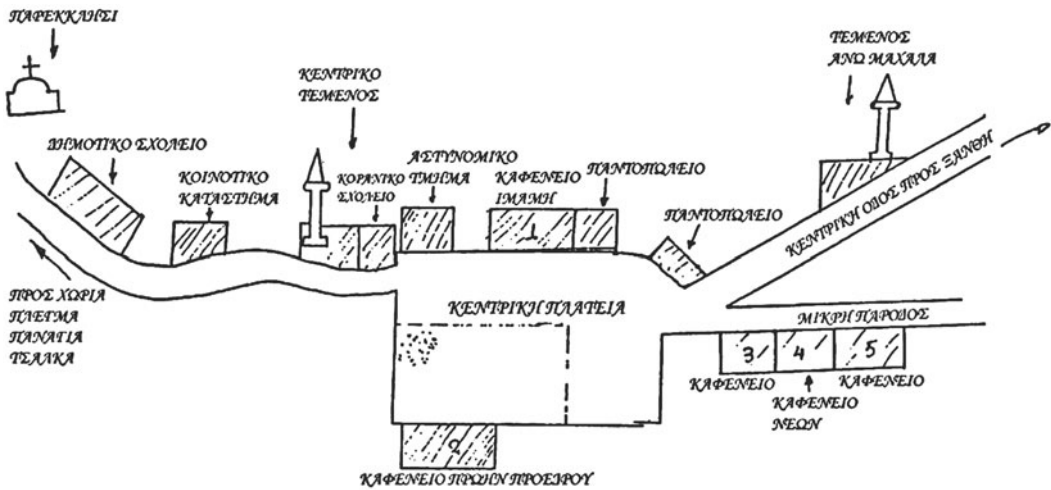 ΠΑΡΕΚΚΛΗΣΙ
ΤΕΜΕΝΟΣ
ΑΝΩ ΜΑΧΑΛΑ
ΚΕΝΤΡΙΚΟ
ΤΕΜΕΝΟΣ
ΔΗΜΟΤΙΚΟ ΣΧΟΛΕΙΟ
ΚΟΙΝΟΤΙΚΟ
ΚΑΤΑΣΤΗΜΑ
ΚΟΡΑΝΙΚΟ
ΣΧΟΛΕΙΟ
ΑΣΤΥΝΟΜΙΚΟ
ΤΜΗΜΑ
ΚΑΦΕΝΕΙΟ
ΙΜΑΜΗ
ΠΑΝΤΟΠΩΛΕΙΟ
1
ΠΑΝΤΟΠΩΛΕΙΟ
ΚΕΝΤΡΙΚΗ ΟΔΟΣ ΠΡΟΣ ΞΑΝΘΗ
ΠΡΟΣ ΧΩΡΙΑ
ΠΛΕΓΜΑ
ΠΑΝΑΓΙΑ
ΤΣΑΛΚΑ
ΚΕΝΤΡΙΚΗ ΠΛΑΤΕΙΑ
ΜΙΚΡΗ ΠΑΡΟΔΟΣ
3
4
5
ΚΑΦΕΝΕΙΟ
ΚΑΦΕΝΕΙΟ
ΝΕΩΝ
ΚΑΦΕΝΕΙΟ
2
ΚΑΦΕΝΕΙΟ ΠΡΩΗΝ ΠΡΟΕΔΡΟΥ